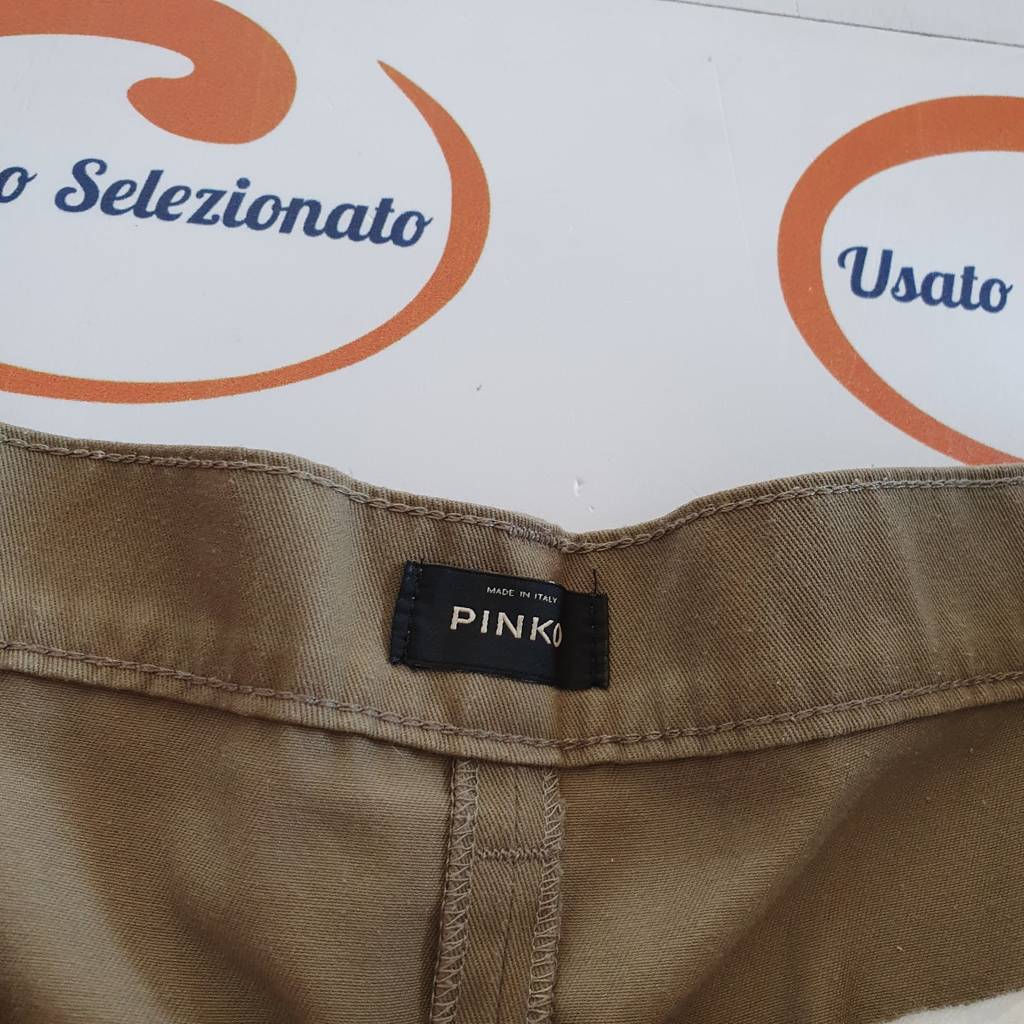 o Selezionato
Usato
MADE IN ITALY
PINKO